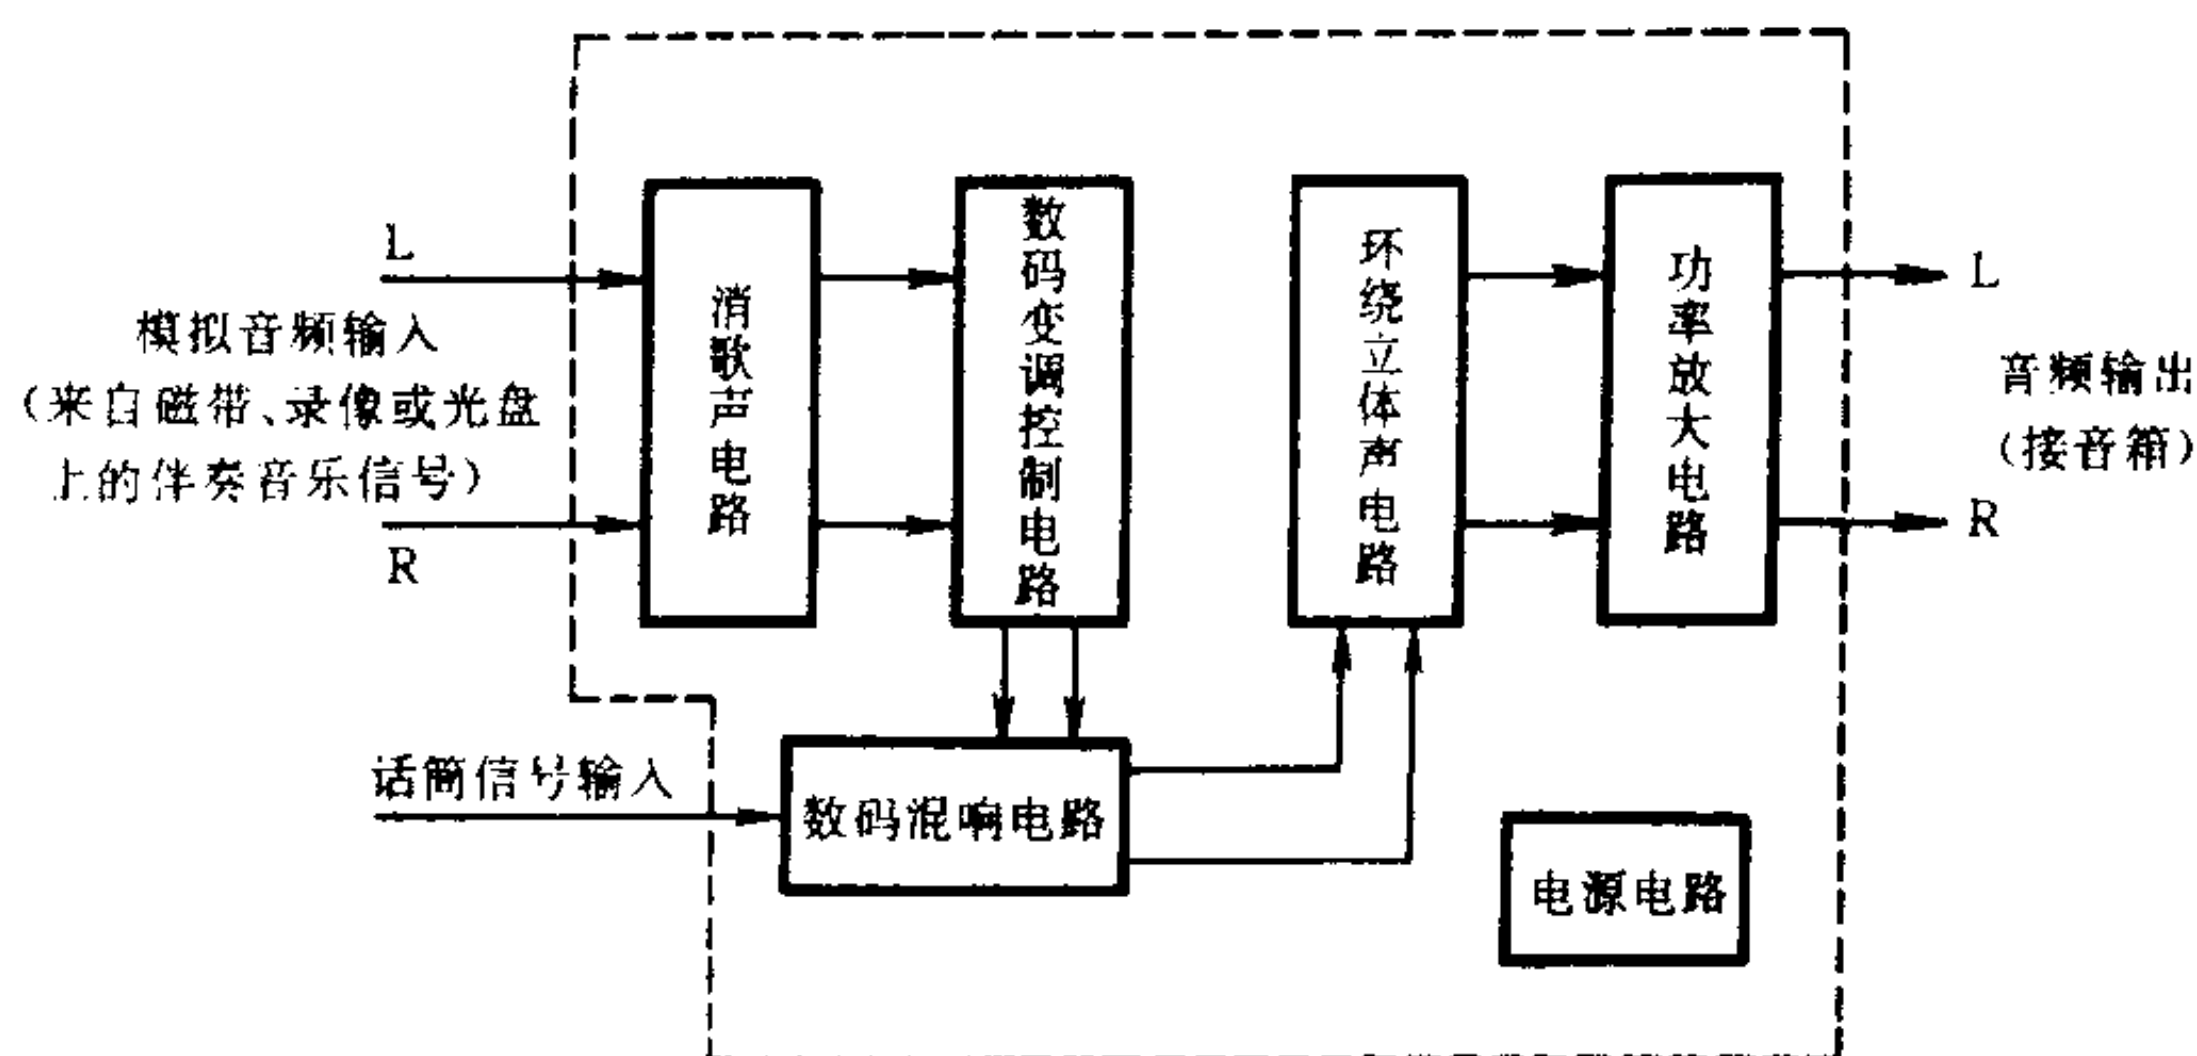 L
模拟音频输入
（来自磁带、录像或光盘
上的伴奏音乐信号）
R
消歌声电路
数码变调控制电路
环绕立体声电路
功率放大电路
L
音频输出
（接音箱）
R
话筒信号输入
数码混响电路
电源电路